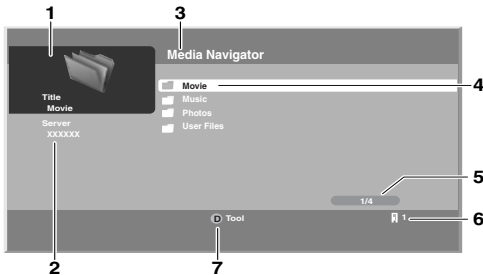 1
3
Media Navigator
Movie
4
Title
Movie
Music
Photos
Server
XXXXXX
User Files
5
1/4
D Tool
1
6
2
7